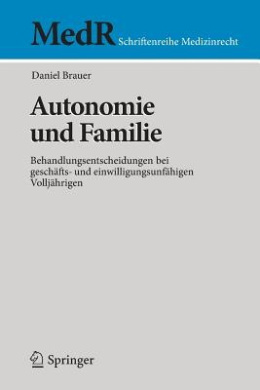 MedR Schriftenreihe Medizinrecht
Daniel Brauer
Autonomie
und Familie
Behandlungsentscheidungen bei
geschäfts- und einwilligungsunfähigen
Volljährigen
Springer